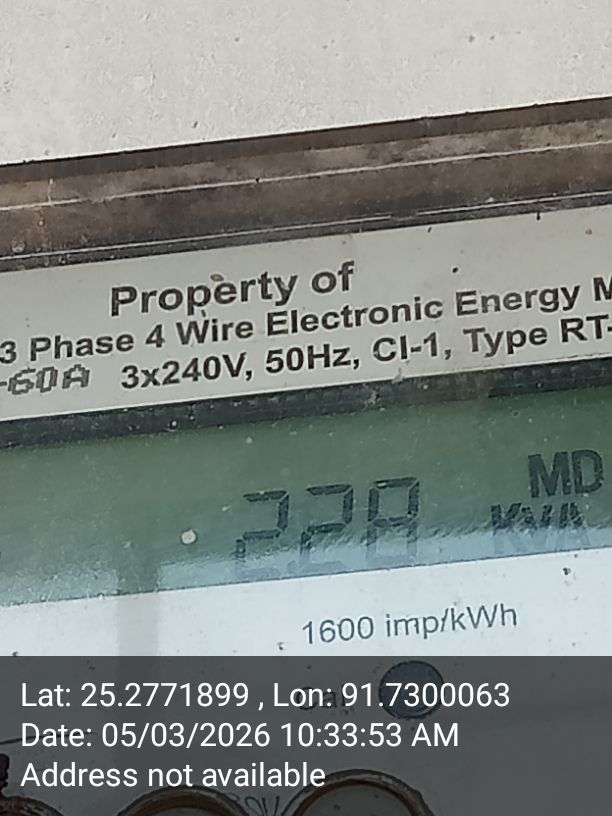 Property of
3 Phase 4 Wire Electronic Energy M
-60A 3x240V, 50Hz, Cl-1, Type RT-
MD
KVA
1600 imp/kWh
Lat: 25.2771899 , Lon: 91.7300063
Date: 05/03/2026 10:33:53 AM
Address not available